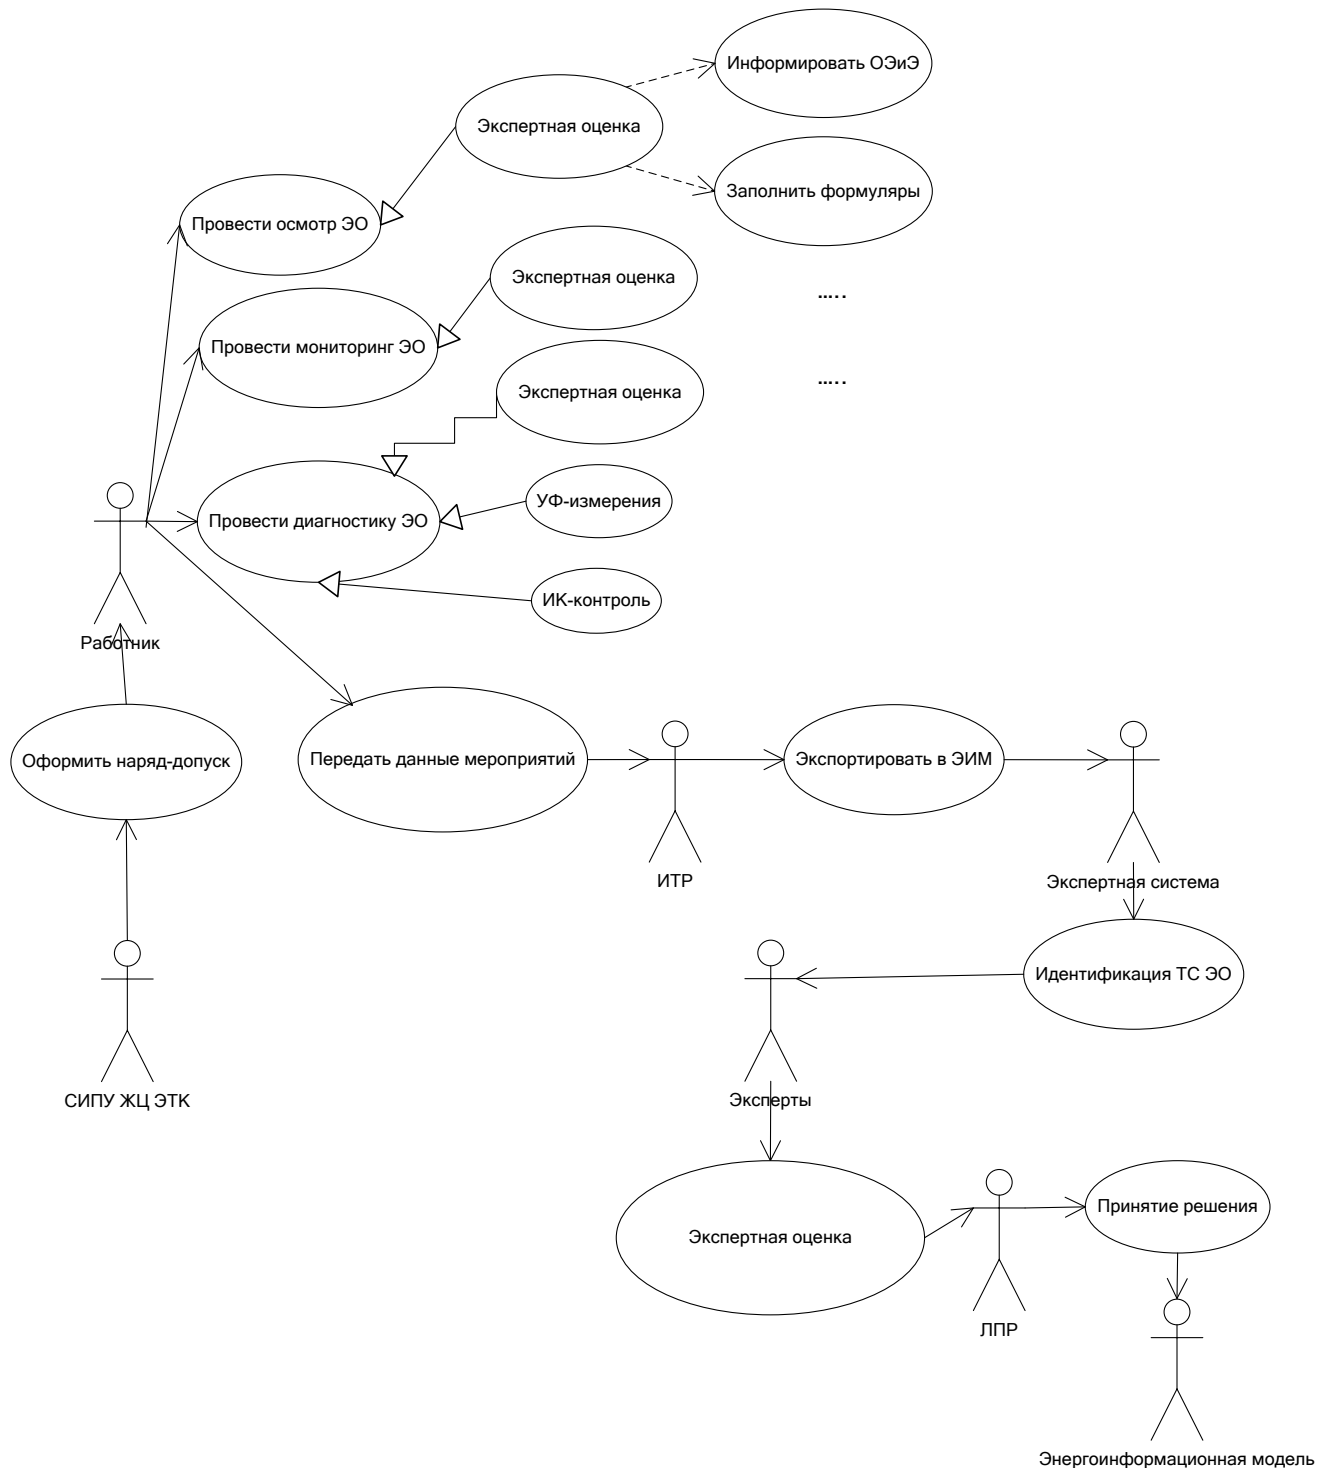 Информировать ОЭиЭ
Экспертная оценка
Заполнить формуляры
Провести осмотр ЭО
Экспертная оценка
.....
Провести мониторинг ЭО
Экспертная оценка
.....
УФ-измерения
Провести диагностику ЭО
ИК-контроль
Работник
Оформить наряд-допуск
Передать данные мероприятий
Экспортировать в ЭИМ
ИТР
Экспертная система
Идентификация ТС ЭО
СИПУ ЖЦ ЭТК
Эксперты
Экспертная оценка
Принятие решения
ЛПР
Энергоинформационная модель